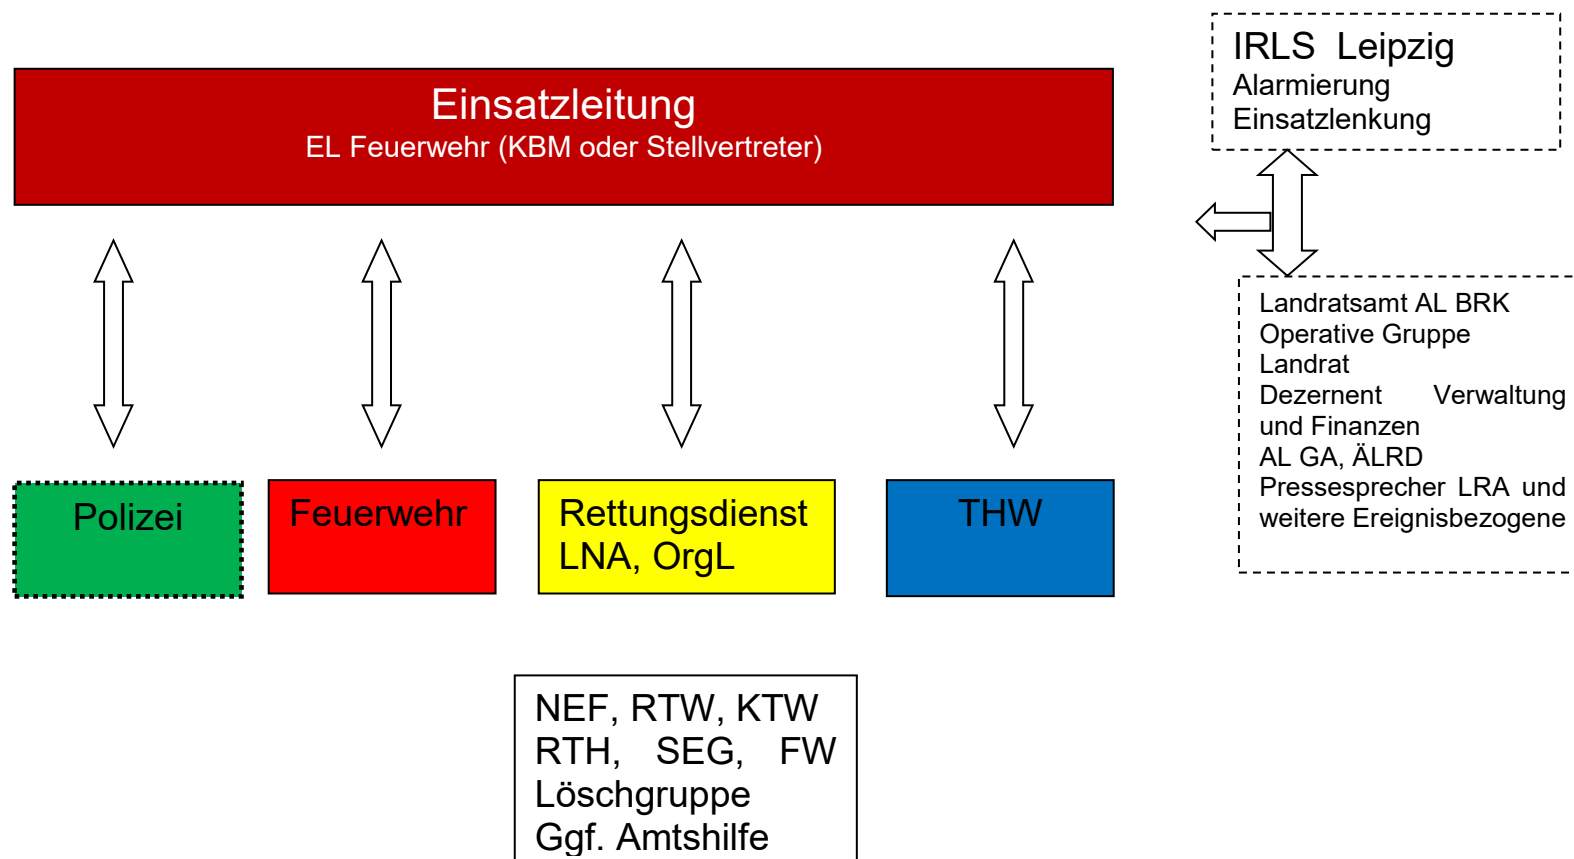 Einsatzleitung
EL Feuerwehr (KBM oder Stellvertreter)
IRLS Leipzig
Alarmierung
Einsatzlenkung
Landratsamt AL BRK
Operative Gruppe
Landrat
Dezernent Verwaltung
und Finanzen
AL GA, ÄLRD
Pressesprecher LRA und
weitere Ereignisbezogene
Polizei
Feuerwehr
Rettungsdienst
LNA, OrgL
THW
NEF, RTW, KTW
RTH, SEG, FW
Löschgruppe
Ggf. Amtshilfe